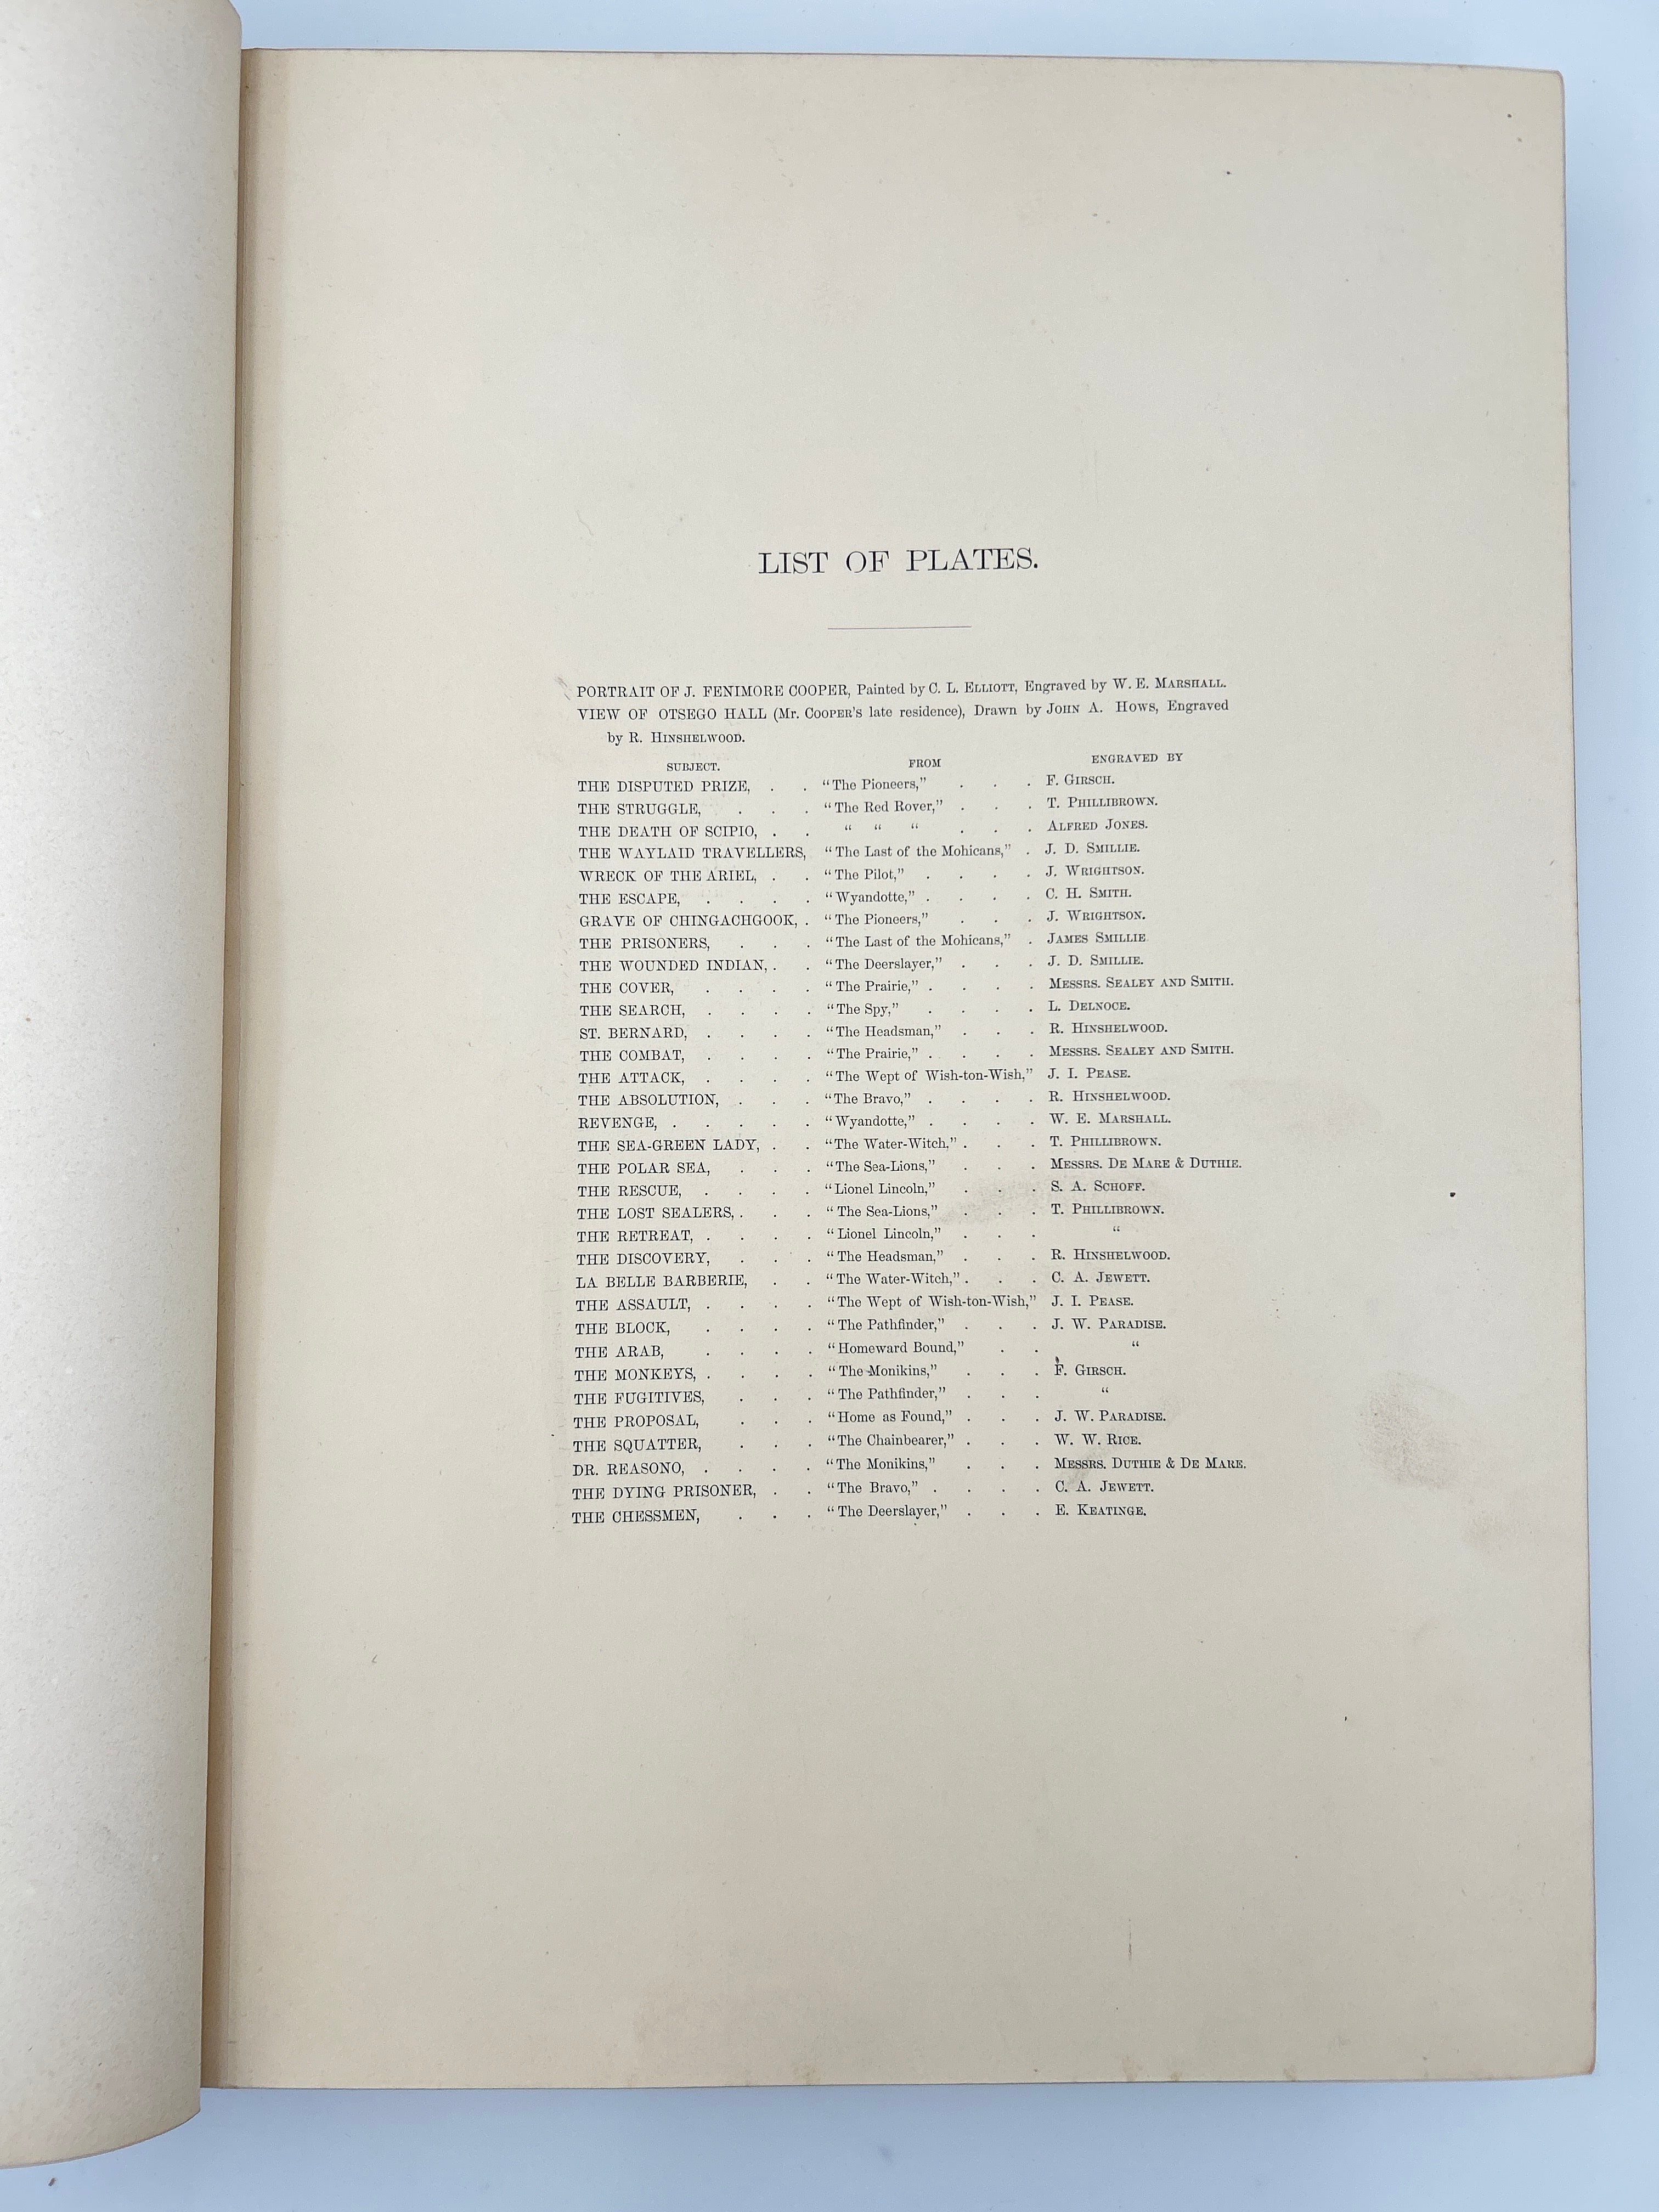 LIST OF PLATES.
PORTRAIT OF J. FENIMORE COOPER, Painted by C. L. ELLIOTT, Engraved by W. E. MARSHALL.
VIEW OF OTSEGO HALL (Mr. COOPER'S late residence), Drawn by JOHN A. HOWS, Engraved
by R. HINSHELWOOD.
SUBJECT. FROM ENGRAVED BY
THE DISPUTED PRIZE, . . "The Pioneers," . . . F. GIRSCH.
THE STRUGGLE, . . . "The Red Rover," . . . T. PHILLIBROWN.
THE DEATH OF SCIPIO, . . " " " . . . ALFRED JONES.
THE WAYLAID TRAVELLERS, "The Last of the Mohicans," . J. D. SMILLIE.
WRECK OF THE ARIEL, . . "The Pilot," . . . . J. WRIGHTSON.
THE ESCAPE, . . . . "Wyandotte," . . . . C. H. SMITH.
GRAVE OF CHINGACHGOOK, . "The Pioneers," . . . J. WRIGHTSON.
THE PRISONERS, . . . "The Last of the Mohicans," . JAMES SMILLIE
THE WOUNDED INDIAN, . . "The Deerslayer," . . . J. D. SMILLIE.
THE COVER, . . . . "The Prairie," . . . . MESSRS. SEALEY AND SMITH.
THE SEARCH, . . . . "The Spy," . . . . L. DELNOCE.
ST. BERNARD, . . . . "The Headsman," . . . R. HINSHELWOOD.
THE COMBAT, . . . . "The Prairie," . . . . MESSRS. SEALEY AND SMITH.
THE ATTACK, . . . . "The Wept of Wish-ton-Wish," J. I. PEASE.
THE ABSOLUTION, . . . "The Bravo," . . . . R. HINSHELWOOD.
REVENGE, . . . . . "Wyandotte," . . . . W. E. MARSHALL.
THE SEA-GREEN LADY, . . "The Water-Witch," . . . T. PHILLIBROWN.
THE POLAR SEA, . . . "The Sea-Lions," . . . MESSRS. DE MARE & DUTHIE.
THE RESCUE, . . . . "Lionel Lincoln," . . . S. A. SCHOFF.
THE LOST SEALERS, . . . "The Sea-Lions," . . . T. PHILLIBROWN.
THE RETREAT, . . . . "Lionel Lincoln," . . . "
THE DISCOVERY, . . . "The Headsman," . . . R. HINSHELWOOD.
LA BELLE BARBERIE, . . "The Water-Witch," . . . C. A. JEWETT.
THE ASSAULT, . . . . "The Wept of Wish-ton-Wish," J. I. PEASE.
THE BLOCK, . . . . "The Pathfinder," . . . J. W. PARADISE.
THE ARAB, . . . . "Homeward Bound," . . "
THE MONKEYS, . . . . "The Monikins," . . . F. GIRSCH.
THE FUGITIVES, . . . "The Pathfinder," . . . "
THE PROPOSAL, . . . "Home as Found," . . . J. W. PARADISE.
THE SQUATTER, . . . "The Chainbearer," . . . W. W. RICE.
DR. REASONO, . . . . "The Monikins," . . . MESSRS. DUTHIE & DE MARE.
THE DYING PRISONER, . . "The Bravo," . . . . C. A. JEWETT.
THE CHESSMEN, . . . "The Deerslayer," . . . E. KEATINGE.